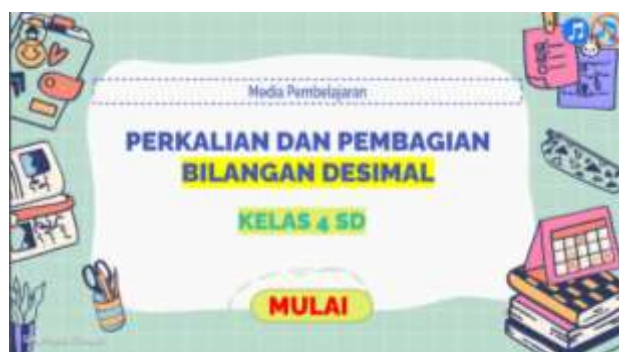 Media Pembelajaran
PERKALIAN DAN PEMBAGIAN
BILANGAN DESIMAL
KELAS 4 SD
MULAI